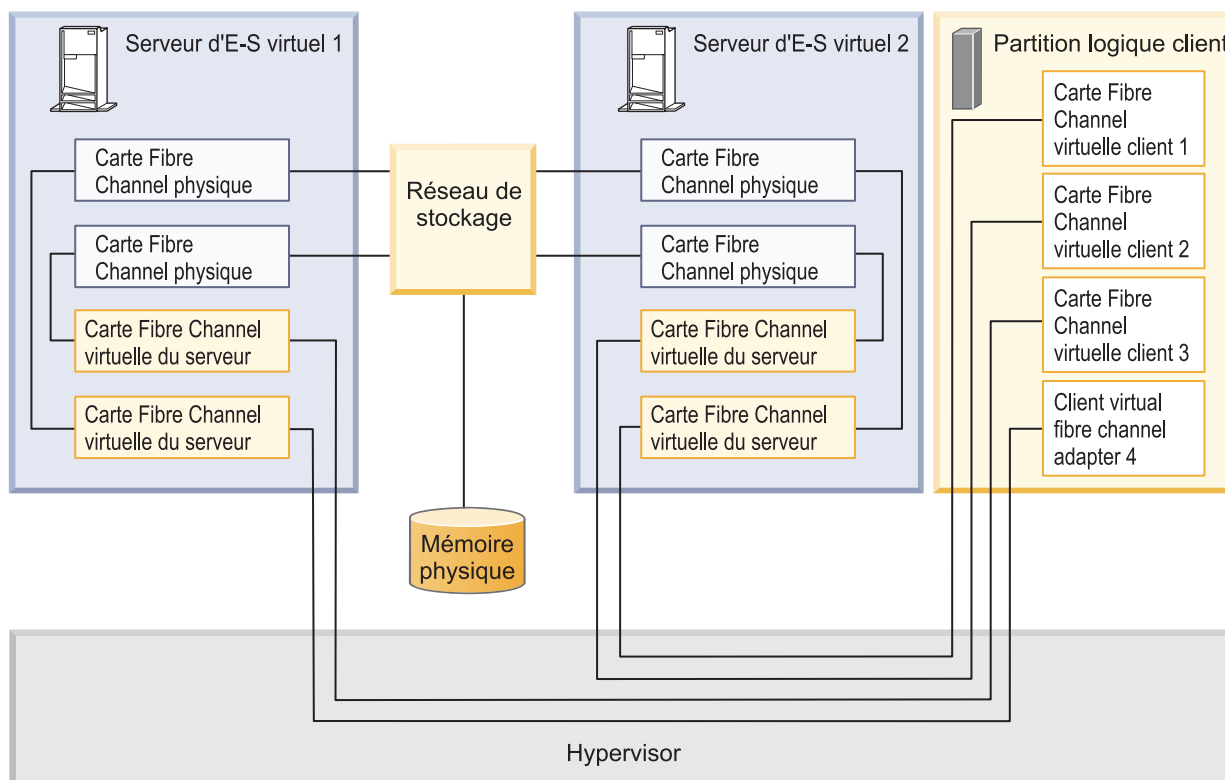 Serveur d'E-S virtuel 1
Carte Fibre
Channel physique
Carte Fibre
Channel physique
Carte Fibre Channel
virtuelle du serveur
Carte Fibre Channel
virtuelle du serveur
Réseau de
stockage
Mémoire
physique
Serveur d'E-S virtuel 2
Carte Fibre
Channel physique
Carte Fibre
Channel physique
Carte Fibre Channel
virtuelle du serveur
Carte Fibre Channel
virtuelle du serveur
Partition logique client
Carte Fibre
Channel
virtuelle client 1
Carte Fibre
Channel
virtuelle client 2
Carte Fibre
Channel
virtuelle client 3
Client virtual
fibre channel
adapter 4
Hypervisor